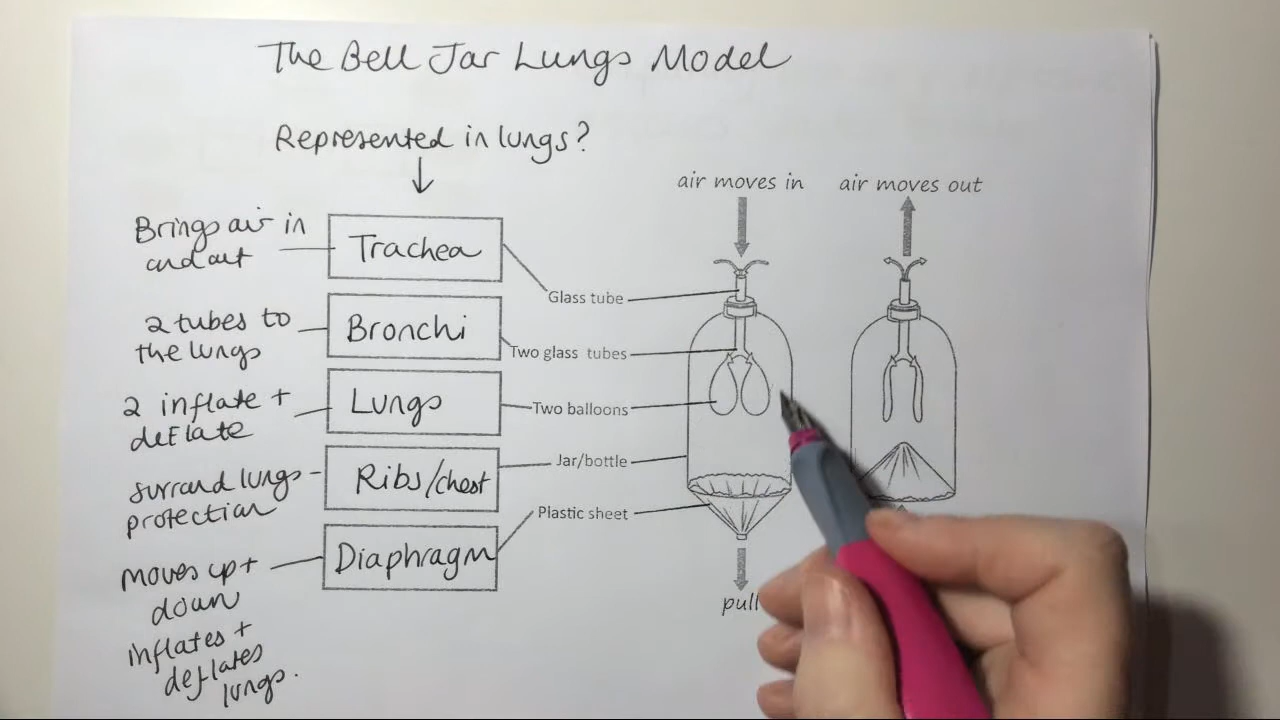 The Bell Jar Lungs Model
Represented in lungs?
air moves in
air moves out
Brings air in
and out
Trachea
Glass tube
2 tubes to
the lungs
Bronchi
Two glass tubes
2 inflate +
deflate
Lungs
Two balloons
surround lungs
protection
Ribs/chest
Jar/bottle
moves up +
down
inflates +
deflates
lungs.
Diaphragm
Plastic sheet
pull